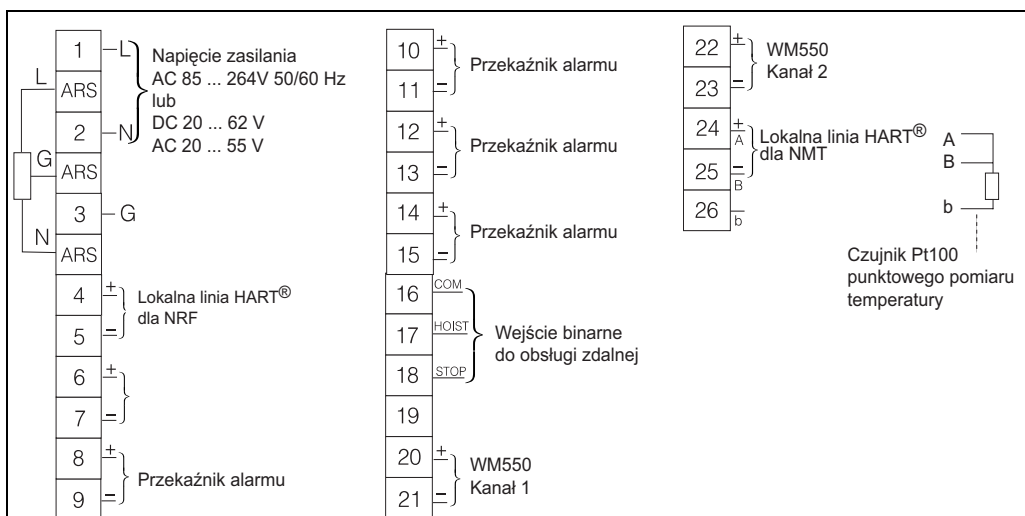 1 L
L
ARS
2 N
G
ARS
3 G
N
ARS
Napięcie zasilania
AC 85 ... 264V 50/60 Hz
lub
DC 20 ... 62 V
AC 20 ... 55 V
4 +
5 −
Lokalna linia HART®
dla NRF
6 +
7 −
8 +
9 −
Przekaźnik alarmu
10 +
11 −
Przekaźnik alarmu
12 +
13 −
Przekaźnik alarmu
14 +
15 −
Przekaźnik alarmu
16 COM
17 HOIST
18 STOP
Wejście binarne
do obsługi zdalnej
19
20 +
21 −
WM550
Kanał 1
22 +
23 −
WM550
Kanał 2
24 + A
25 − B
26 b
Lokalna linia HART®
dla NMT
A
B
b
Czujnik Pt100
punktowego pomiaru
temperatury